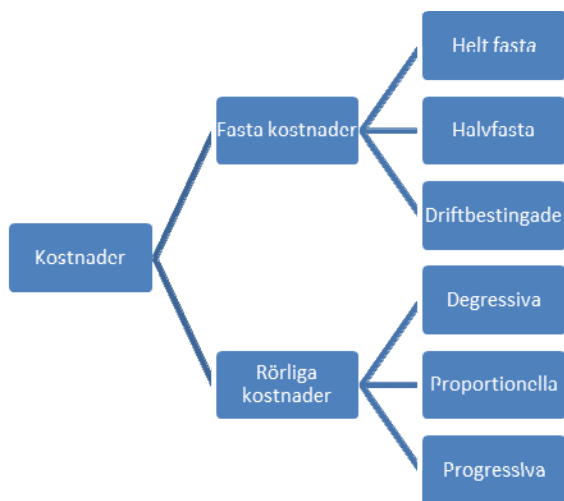 Helt fasta
Fasta kostnader
Halvfasta
Driftbestingade
Kostnader
Degressiva
Rörliga
kostnader
Proportionella
Progressiva